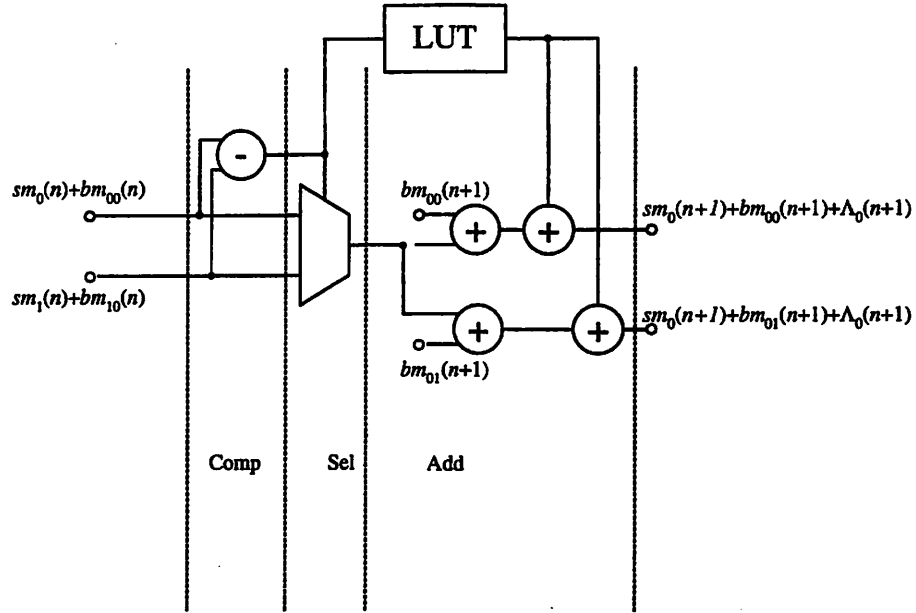 LUT
-
sm₀(n)+bm₀₀(n)
bm₀₀(n+1)
sm₀(n+1)+bm₀₀(n+1)+Λ₀(n+1)
+
+
sm₁(n)+bm₁₀(n)
sm₀(n+1)+bm₀₁(n+1)+Λ₀(n+1)
+
+
bm₀₁(n+1)
Comp
Sel
Add